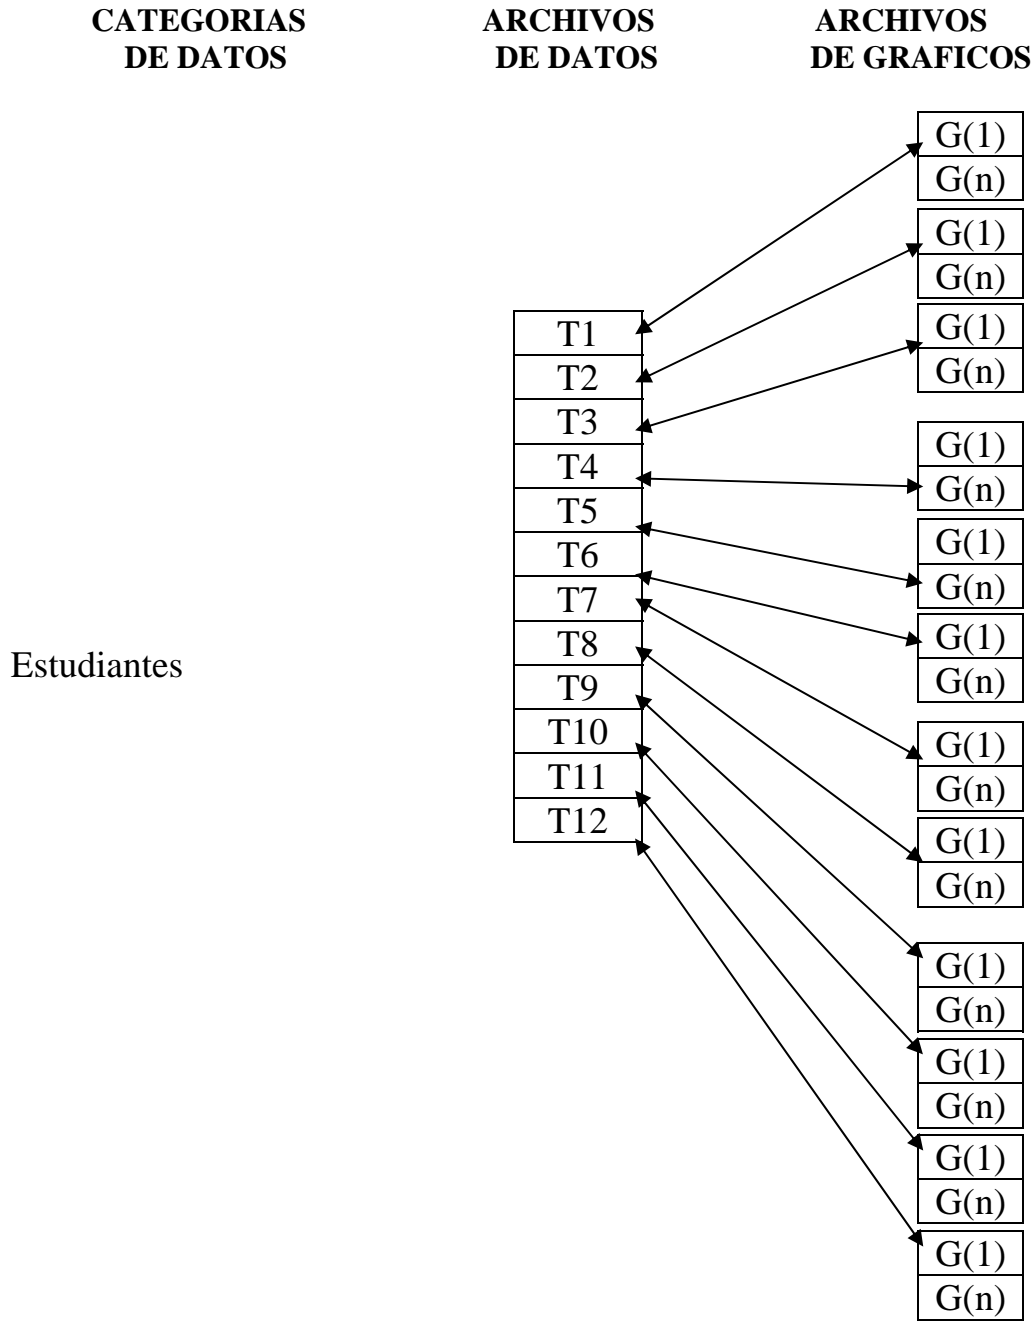 CATEGORIAS
DE DATOS
ARCHIVOS
DE DATOS
ARCHIVOS
DE GRAFICOS
Estudiantes
T1
T2
T3
T4
T5
T6
T7
T8
T9
T10
T11
T12
G(1)
G(n)
G(1)
G(n)
G(1)
G(n)
G(1)
G(n)
G(1)
G(n)
G(1)
G(n)
G(1)
G(n)
G(1)
G(n)
G(1)
G(n)
G(1)
G(n)
G(1)
G(n)
G(1)
G(n)